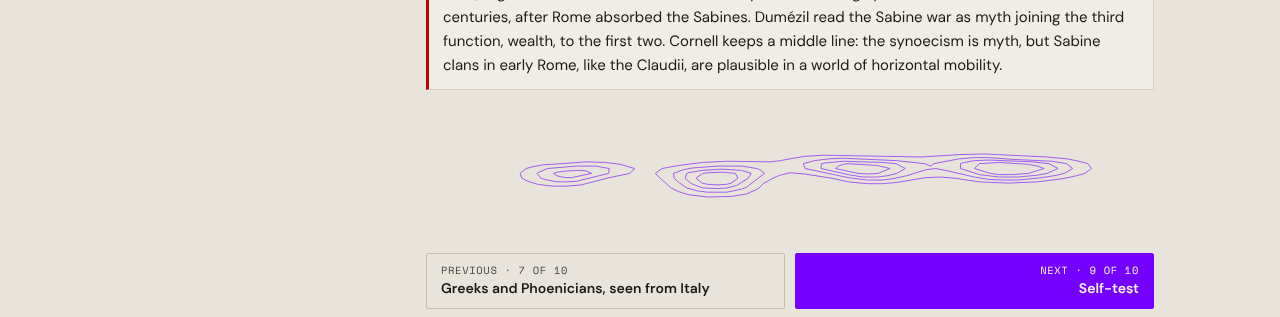 centuries, after Rome absorbed the Sabines. Dumézil read the Sabine war as myth joining the third
function, wealth, to the first two. Cornell keeps a middle line: the synoecism is myth, but Sabine
clans in early Rome, like the Claudii, are plausible in a world of horizontal mobility.
PREVIOUS · 7 OF 10
Greeks and Phoenicians, seen from Italy
NEXT · 9 OF 10
Self-test